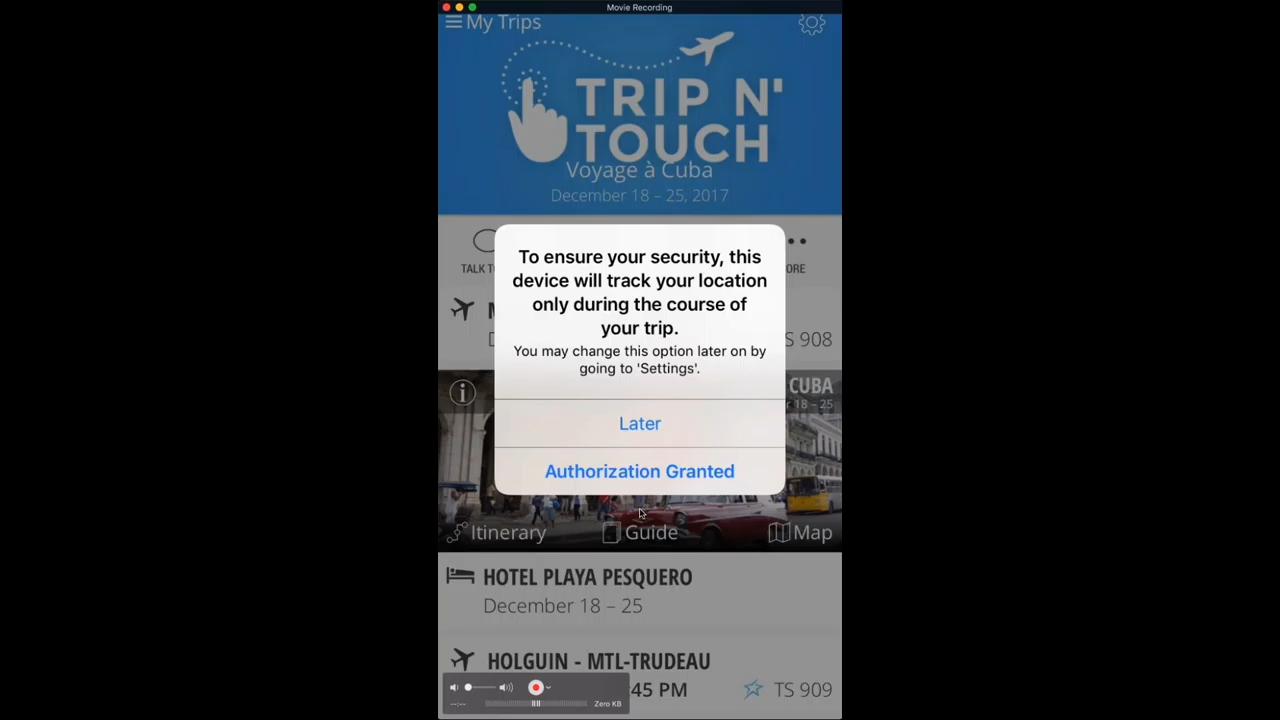 Movie Recording
My Trips
TRIP N'
TOUCH
Voyage à Cuba
December 18 – 25, 2017
To ensure your security, this
device will track your location
only during the course of
your trip.
You may change this option later on by
going to 'Settings'.
Later
Authorization Granted
TALK
908
CUBA
18 – 25
Itinerary
Guide
Map
HOTEL PLAYA PESQUERO
December 18 – 25
HOLGUIN - MTL-TRUDEAU
45 PM
TS 909
--:--
Zero KB